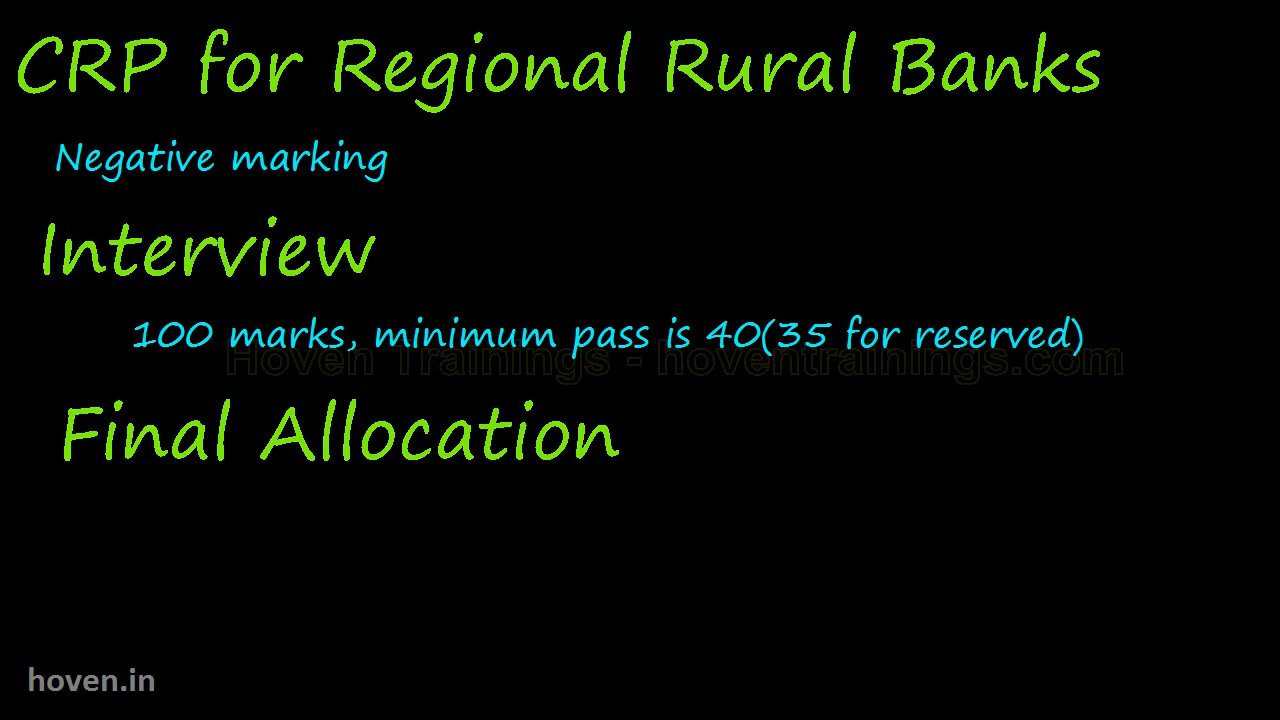 CRP for Regional Rural Banks
Negative marking
Interview
100 marks, minimum pass is 40(35 for reserved)
Hoven Trainings - hoventrainings.com
Final Allocation
hoven.in